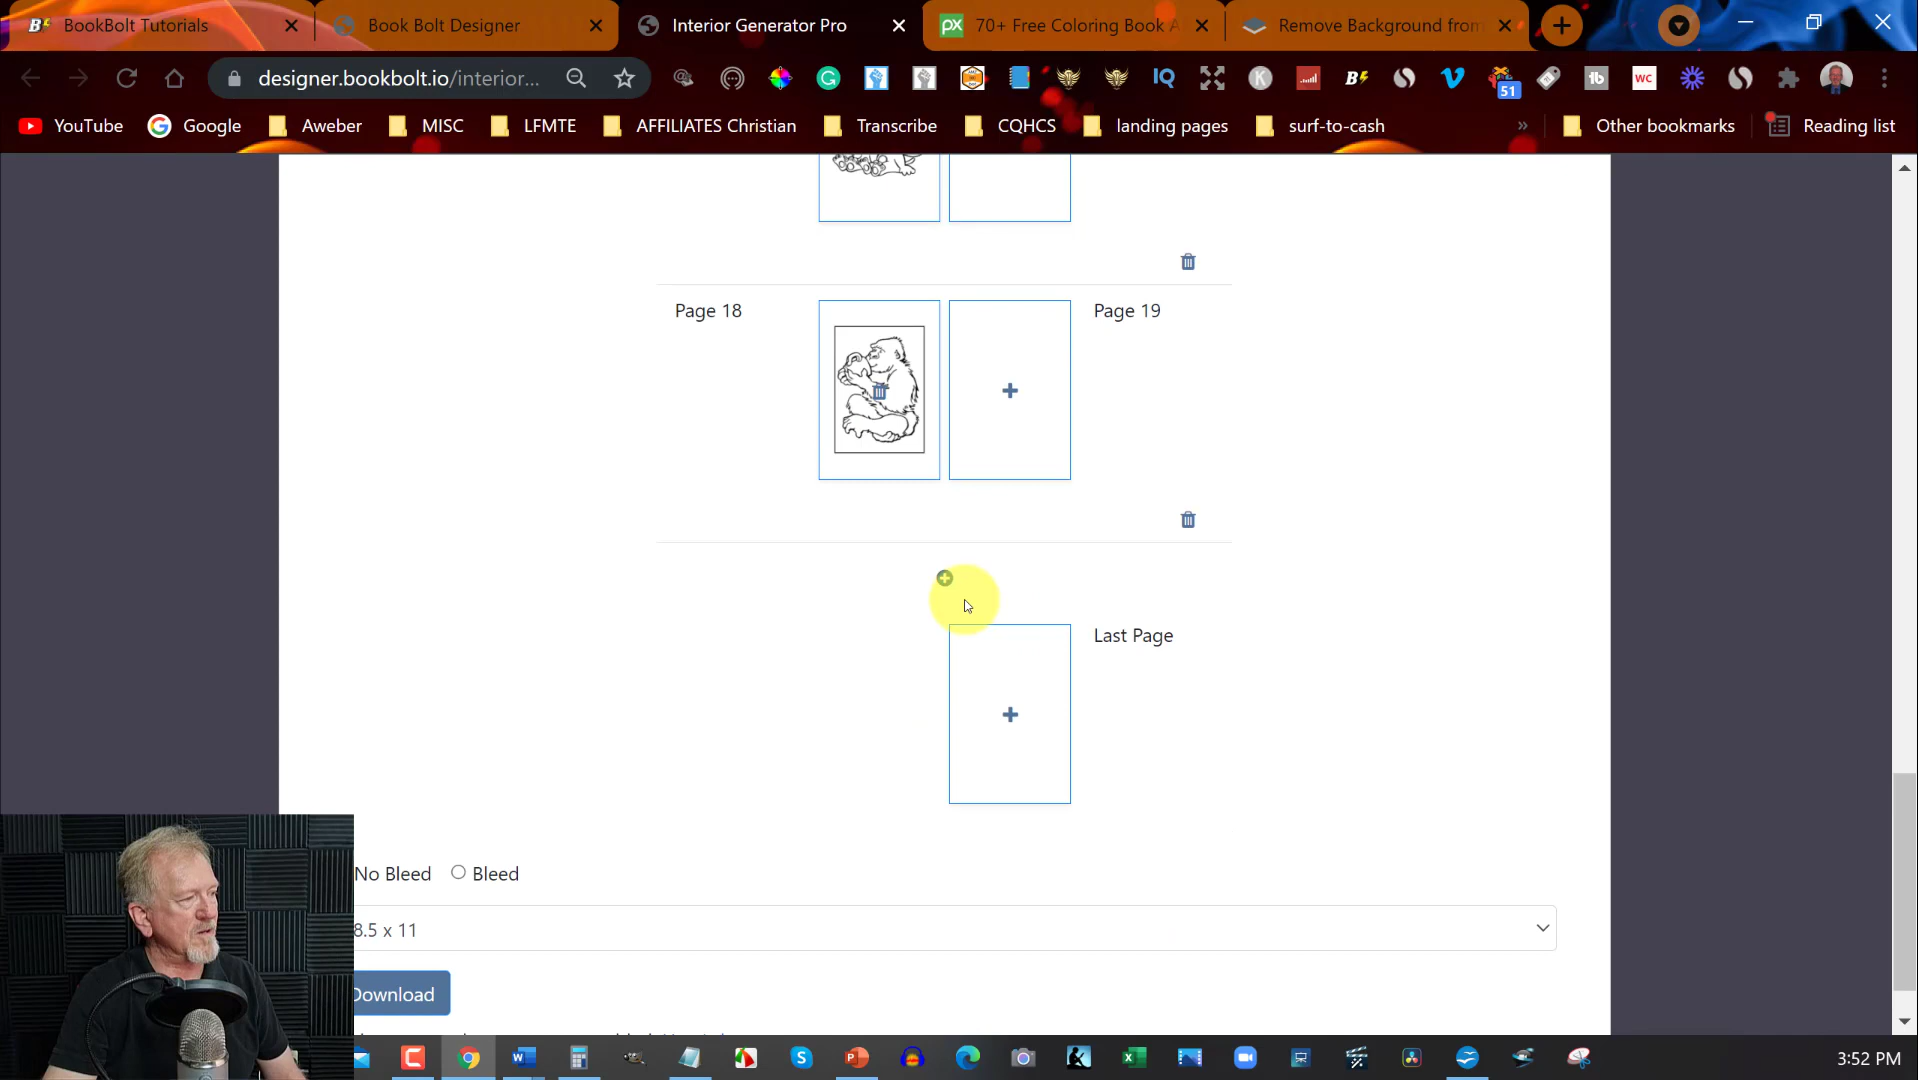 BookBolt Tutorials
Book Bolt Designer
Interior Generator Pro
70+ Free Coloring Book A
Remove Background from
designer.bookbolt.io/interior...
51
YouTube
Google
Aweber
MISC
LFMTE
AFFILIATES Christian
Transcribe
CQHCS
landing pages
surf-to-cash
»
Other bookmarks
Reading list
Page 18
Page 19
Last Page
No Bleed
Bleed
8.5 x 11
Download
3:52 PM